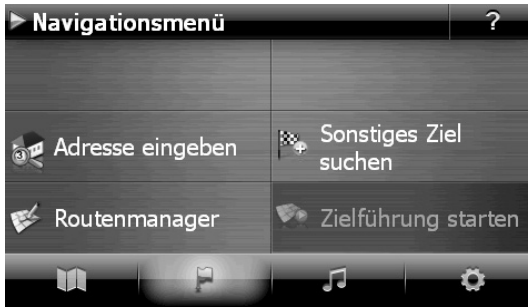 Navigationsmenü ?
Adresse eingeben
Sonstiges Ziel
suchen
Routenmanager
Zielführung starten